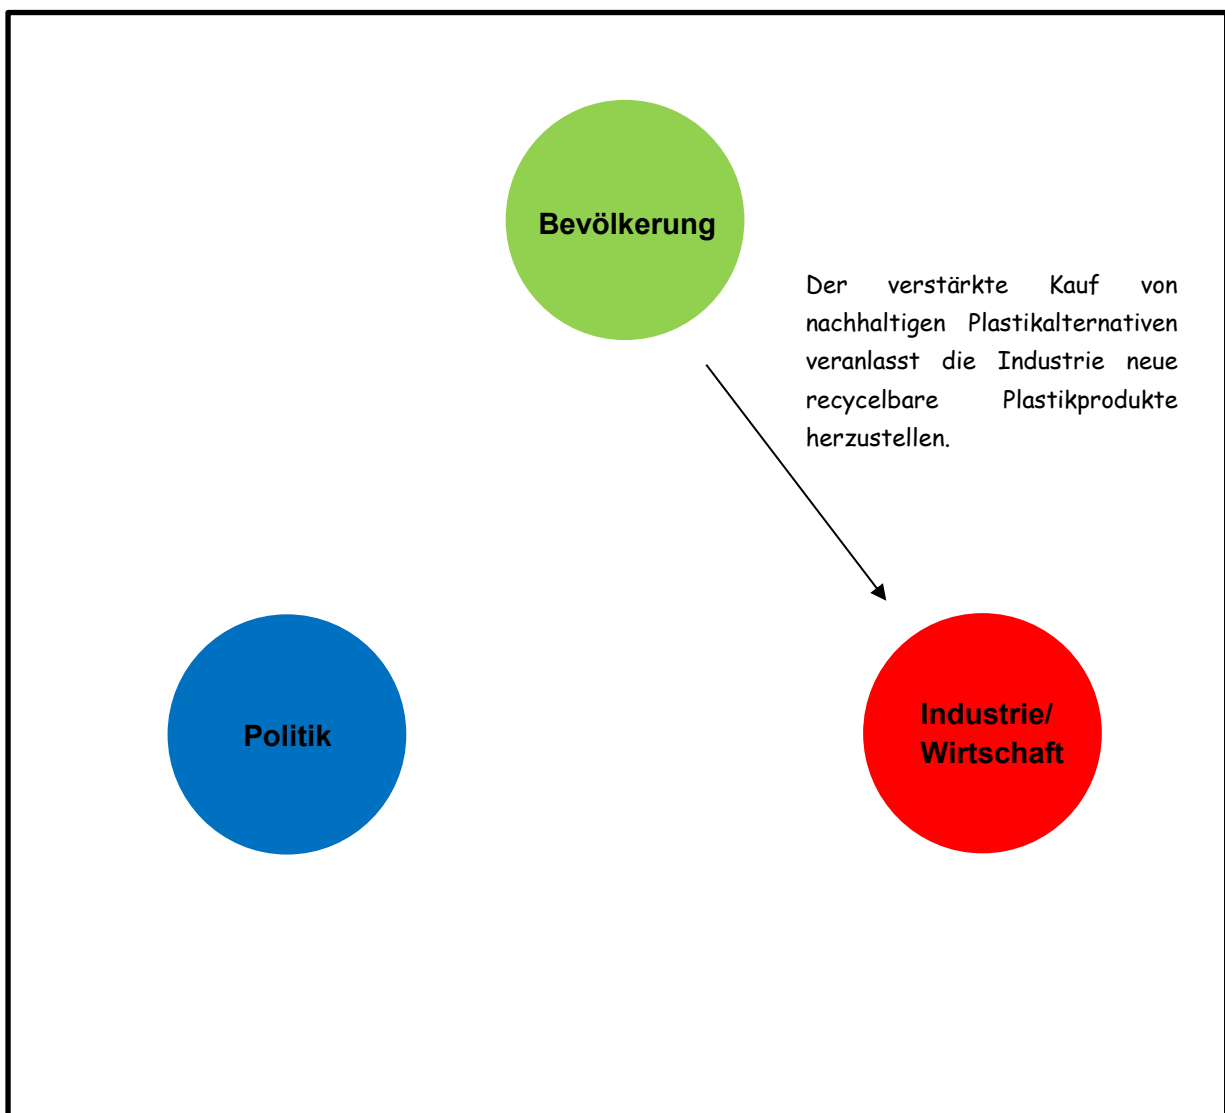 Bevölkerung
Der verstärkte Kauf von
nachhaltigen Plastikalternativen
veranlasst die Industrie neue
recycelbare Plastikprodukte
herzustellen.
Politik
Industrie/
Wirtschaft